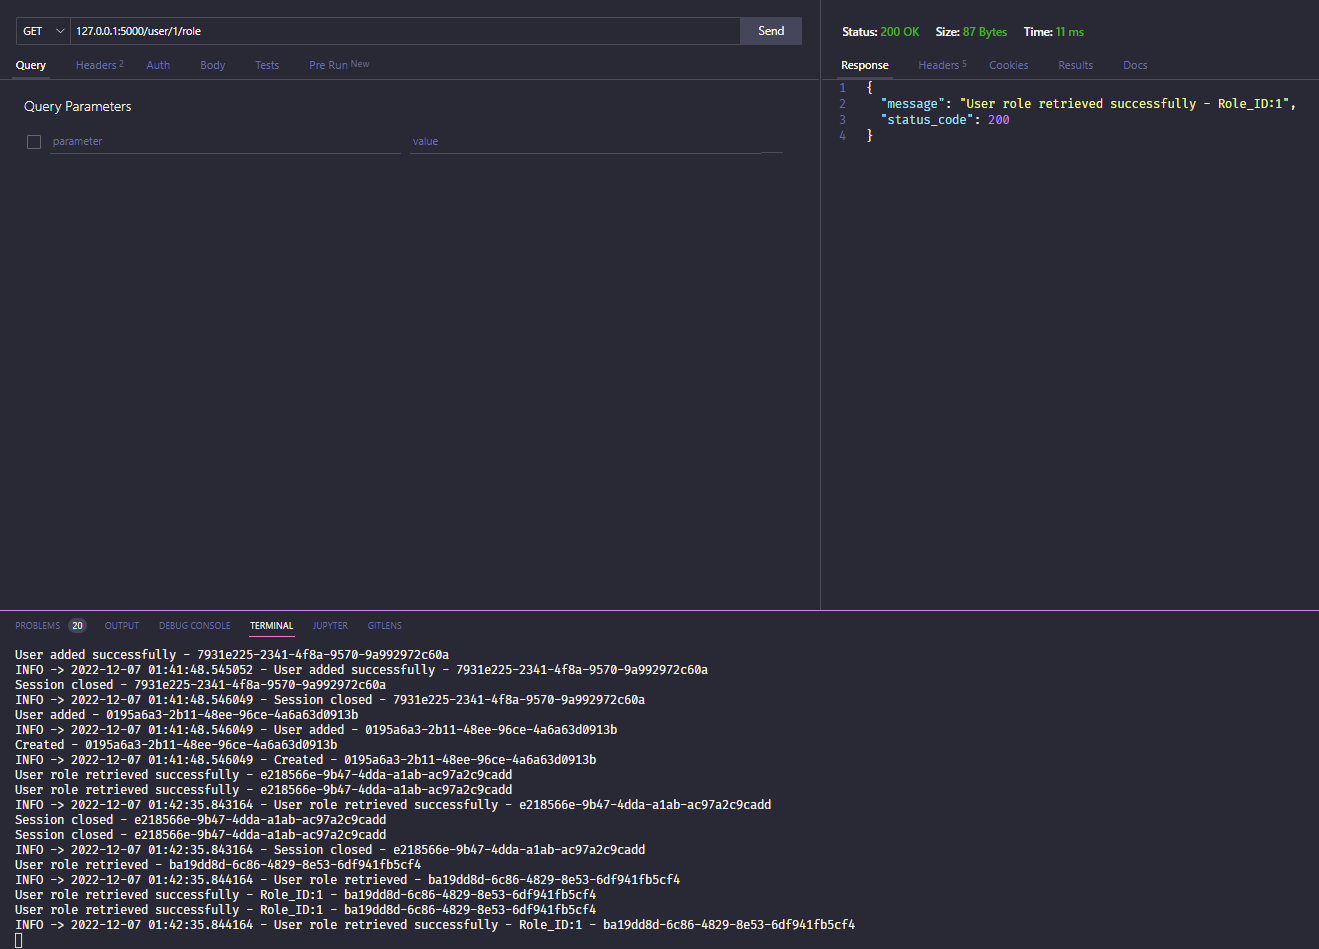 GET 127.0.0.1:5000/user/1/role Send
Query Headers 2 Auth Body Tests Pre Run New
Query Parameters
parameter value
Status: 200 OK Size: 87 Bytes Time: 11 ms
Response Headers 5 Cookies Results Docs
1 {
2 "message": "User role retrieved successfully - Role_ID:1",
3 "status_code": 200
4 }
PROBLEMS 20 OUTPUT DEBUG CONSOLE TERMINAL JUPYTER GITLENS
User added successfully - 7931e225-2341-4f8a-9570-9a992972c60a
INFO -> 2022-12-07 01:41:48.545052 - User added successfully - 7931e225-2341-4f8a-9570-9a992972c60a
Session closed - 7931e225-2341-4f8a-9570-9a992972c60a
INFO -> 2022-12-07 01:41:48.546049 - Session closed - 7931e225-2341-4f8a-9570-9a992972c60a
User added - 0195a6a3-2b11-48ee-96ce-4a6a63d0913b
INFO -> 2022-12-07 01:41:48.546049 - User added - 0195a6a3-2b11-48ee-96ce-4a6a63d0913b
Created - 0195a6a3-2b11-48ee-96ce-4a6a63d0913b
INFO -> 2022-12-07 01:41:48.546049 - Created - 0195a6a3-2b11-48ee-96ce-4a6a63d0913b
User role retrieved successfully - e218566e-9b47-4dda-a1ab-ac97a2c9cadd
User role retrieved successfully - e218566e-9b47-4dda-a1ab-ac97a2c9cadd
INFO -> 2022-12-07 01:42:35.843164 - User role retrieved successfully - e218566e-9b47-4dda-a1ab-ac97a2c9cadd
Session closed - e218566e-9b47-4dda-a1ab-ac97a2c9cadd
Session closed - e218566e-9b47-4dda-a1ab-ac97a2c9cadd
INFO -> 2022-12-07 01:42:35.843164 - Session closed - e218566e-9b47-4dda-a1ab-ac97a2c9cadd
User role retrieved - ba19dd8d-6c86-4829-8e53-6df941fb5cf4
INFO -> 2022-12-07 01:42:35.844164 - User role retrieved - ba19dd8d-6c86-4829-8e53-6df941fb5cf4
User role retrieved successfully - Role_ID:1 - ba19dd8d-6c86-4829-8e53-6df941fb5cf4
User role retrieved successfully - Role_ID:1 - ba19dd8d-6c86-4829-8e53-6df941fb5cf4
INFO -> 2022-12-07 01:42:35.844164 - User role retrieved successfully - Role_ID:1 - ba19dd8d-6c86-4829-8e53-6df941fb5cf4